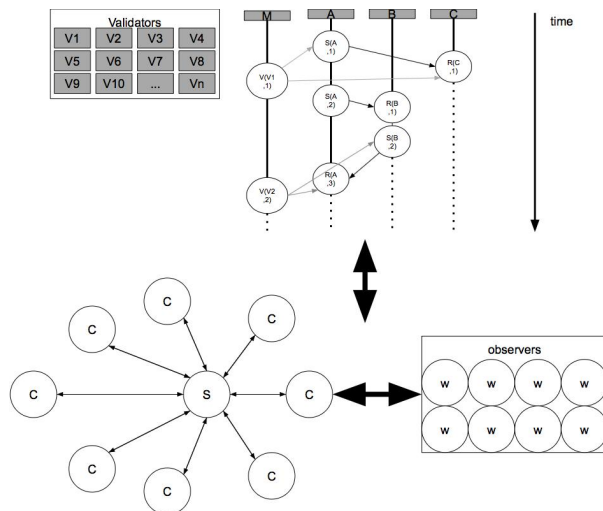 Validators
V1 V2 V3 V4
V5 V6 V7 V8
V9 V10 ... Vn
M A B C
time
S(A
,1)
V(V1
,1)
R(C
,1)
S(A
,2)
R(B
,1)
S(B
,2)
R(A
,3)
V(V2
,2)
C
C
C
C
S
C
C
C
C
observers
w w w w
w w w w